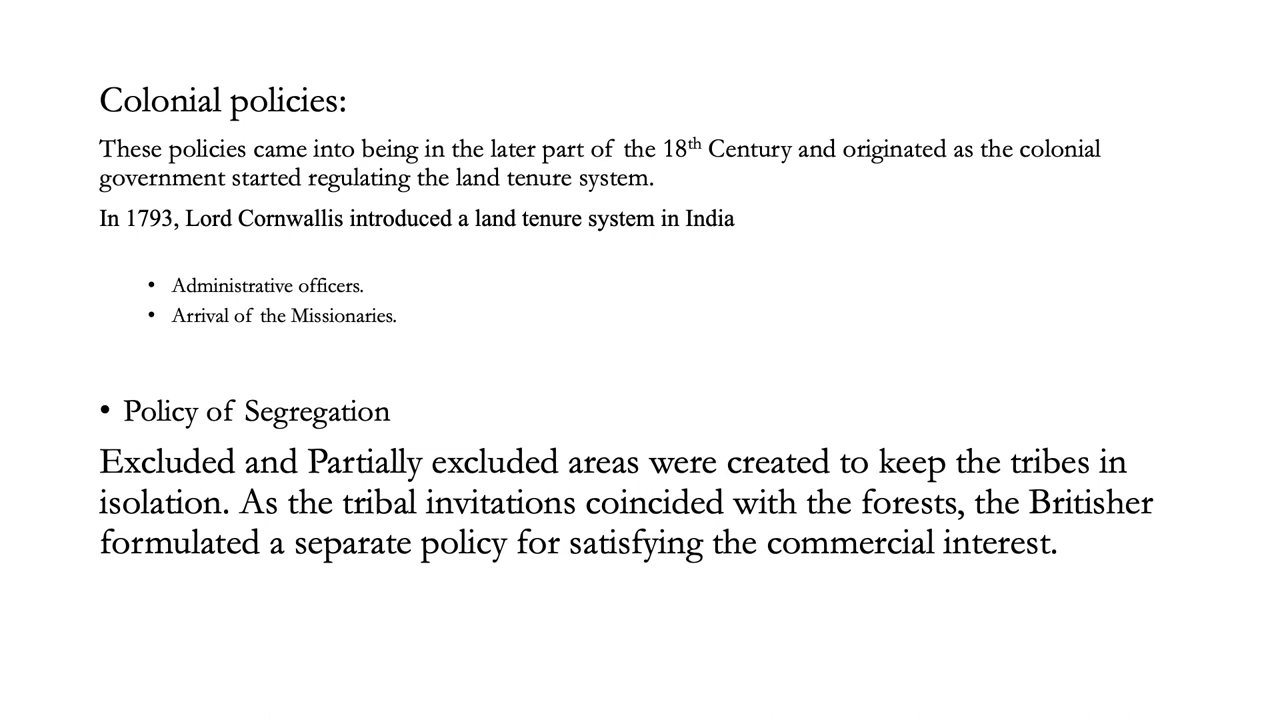 Colonial policies:
These policies came into being in the later part of the 18th Century and originated as the colonial
government started regulating the land tenure system.
In 1793, Lord Cornwallis introduced a land tenure system in India
• Administrative officers.
• Arrival of the Missionaries.
• Policy of Segregation
Excluded and Partially excluded areas were created to keep the tribes in
isolation. As the tribal invitations coincided with the forests, the Britisher
formulated a separate policy for satisfying the commercial interest.